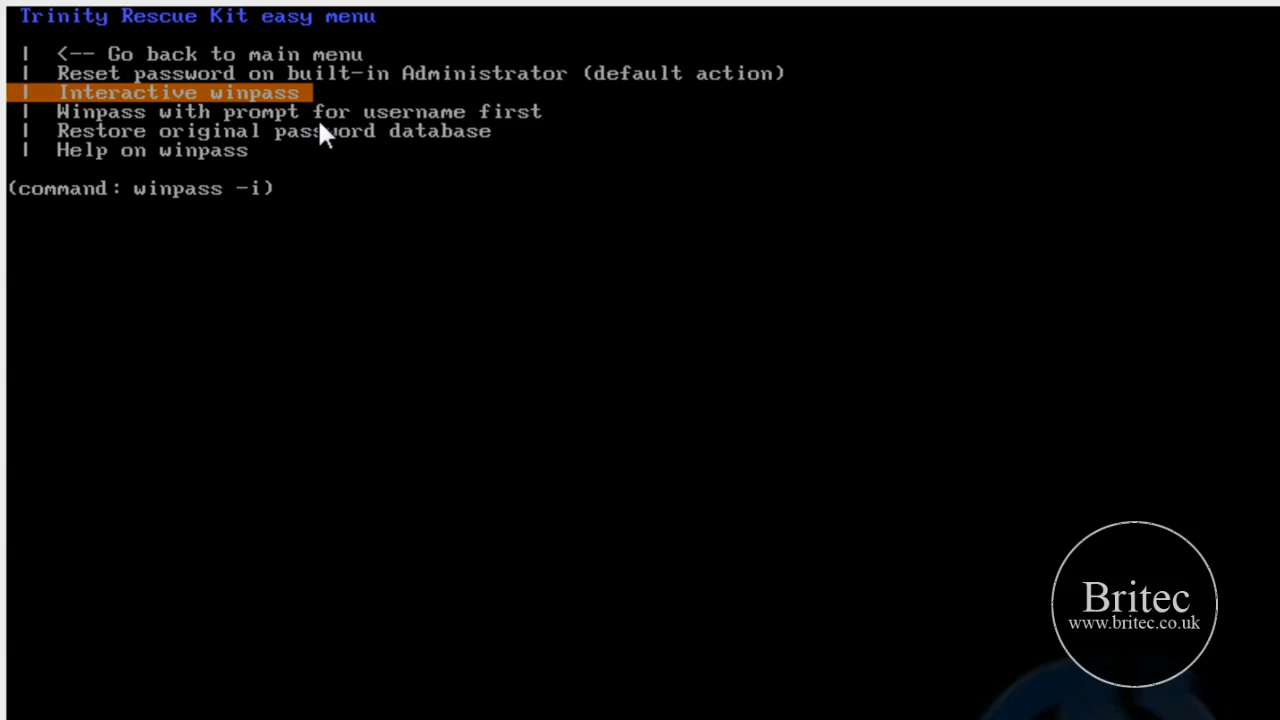 Trinity Rescue Kit easy menu
| <-- Go back to main menu
| Reset password on built-in Administrator (default action)
| Interactive winpass
| Winpass with prompt for username first
| Restore original password database
| Help on winpass
(command: winpass -i)
Britec
www.britec.co.uk